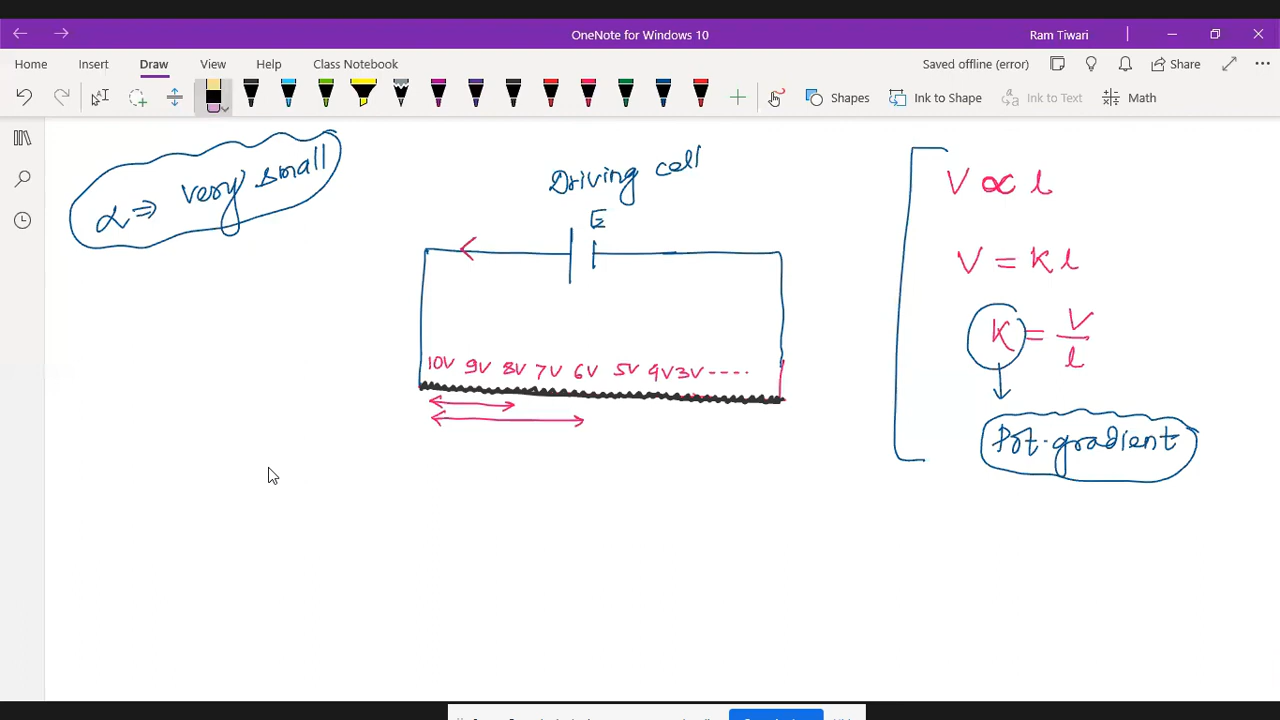 OneNote for Windows 10
Ram Tiwari
Home Insert Draw View Help Class Notebook
Saved offline (error)
Share
Shapes
Ink to Shape
Ink to Text
Math
α ⇒ very small
Driving cell
E
10V 9V 8V 7V 6V 5V 4V 3V ----
V ∝ l
V = K l
K = V/l
Pot. gradient